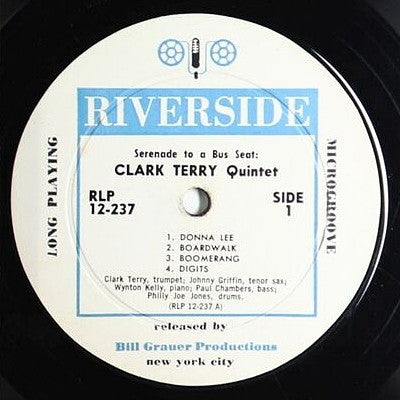 RIVERSIDE
LONG PLAYING
MICROGROOVE
Serenade to a Bus Seat:
CLARK TERRY Quintet
RLP
12-237
SIDE
1
1. DONNA LEE
2. BOARDWALK
3. BOOMERANG
4. DIGITS
Clark Terry, trumpet; Johnny Griffin, tenor sax;
Wynton Kelly, piano; Paul Chambers, bass;
Philly Joe Jones, drums.
(RLP 12-237 A)
released by
Bill Grauer Productions
new york city